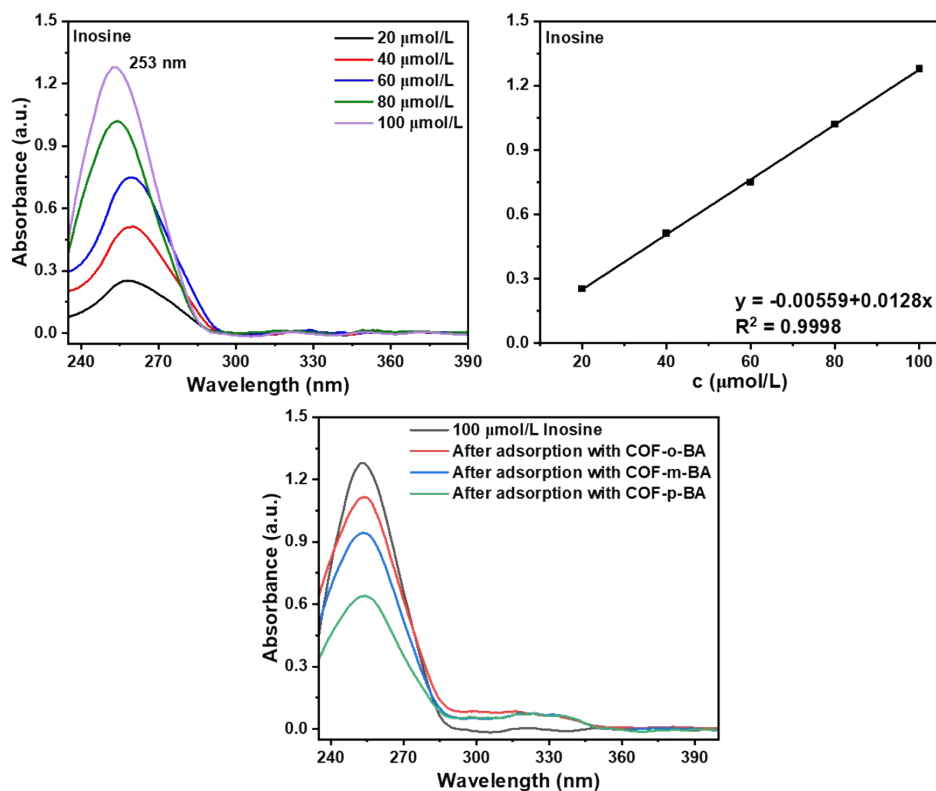 Inosine
253 nm
20 μmol/L
40 μmol/L
60 μmol/L
80 μmol/L
100 μmol/L
Absorbance (a.u.)
1.5
1.2
0.9
0.6
0.3
0.0
240 270 300 330 360 390
Wavelength (nm)
Inosine
1.5
1.2
0.9
0.6
0.3
0.0
y = -0.00559+0.0128x
R² = 0.9998
20 40 60 80 100
c (μmol/L)
100 μmol/L Inosine
After adsorption with COF-o-BA
After adsorption with COF-m-BA
After adsorption with COF-p-BA
Absorbance (a.u.)
1.5
1.2
0.9
0.6
0.3
0.0
240 270 300 330 360 390
Wavelength (nm)